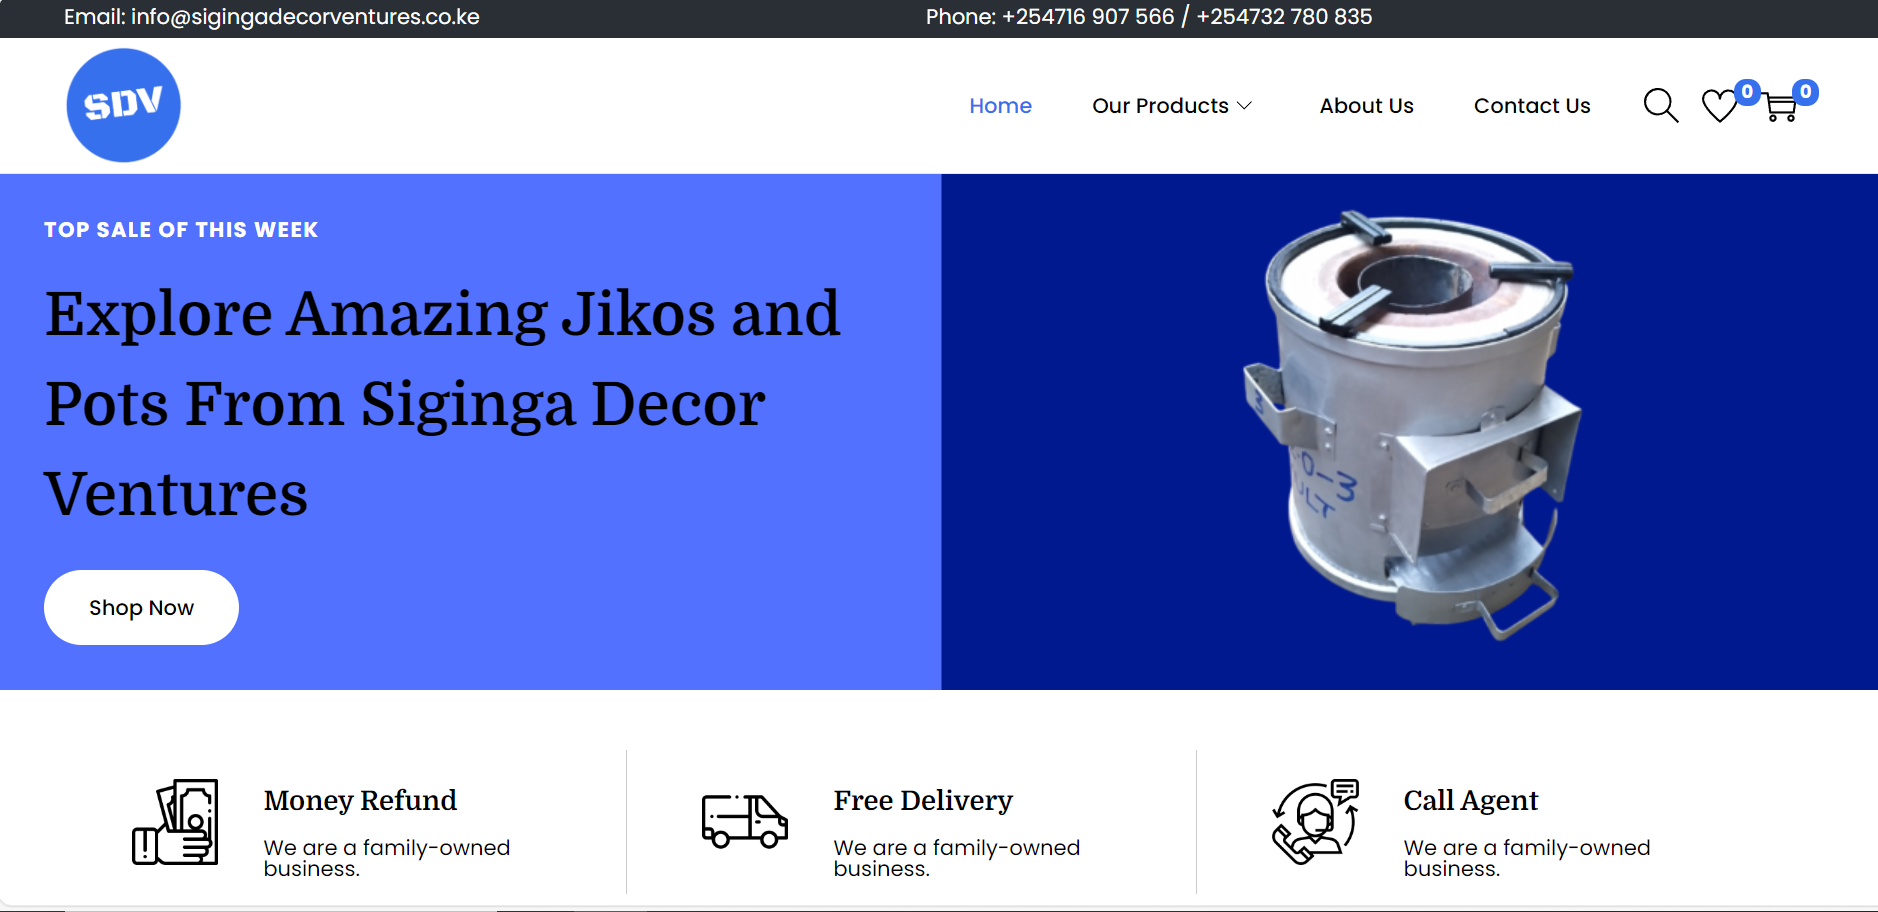 Email: info@sigingadecorventures.co.ke
Phone: +254716 907 566 / +254732 780 835
SDV
Home
Our Products
About Us
Contact Us
0
0
TOP SALE OF THIS WEEK
Explore Amazing Jikos and
Pots From Siginga Decor
Ventures
Shop Now
3
0-3
ULT
Money Refund
We are a family-owned
business.
Free Delivery
We are a family-owned
business.
Call Agent
We are a family-owned
business.